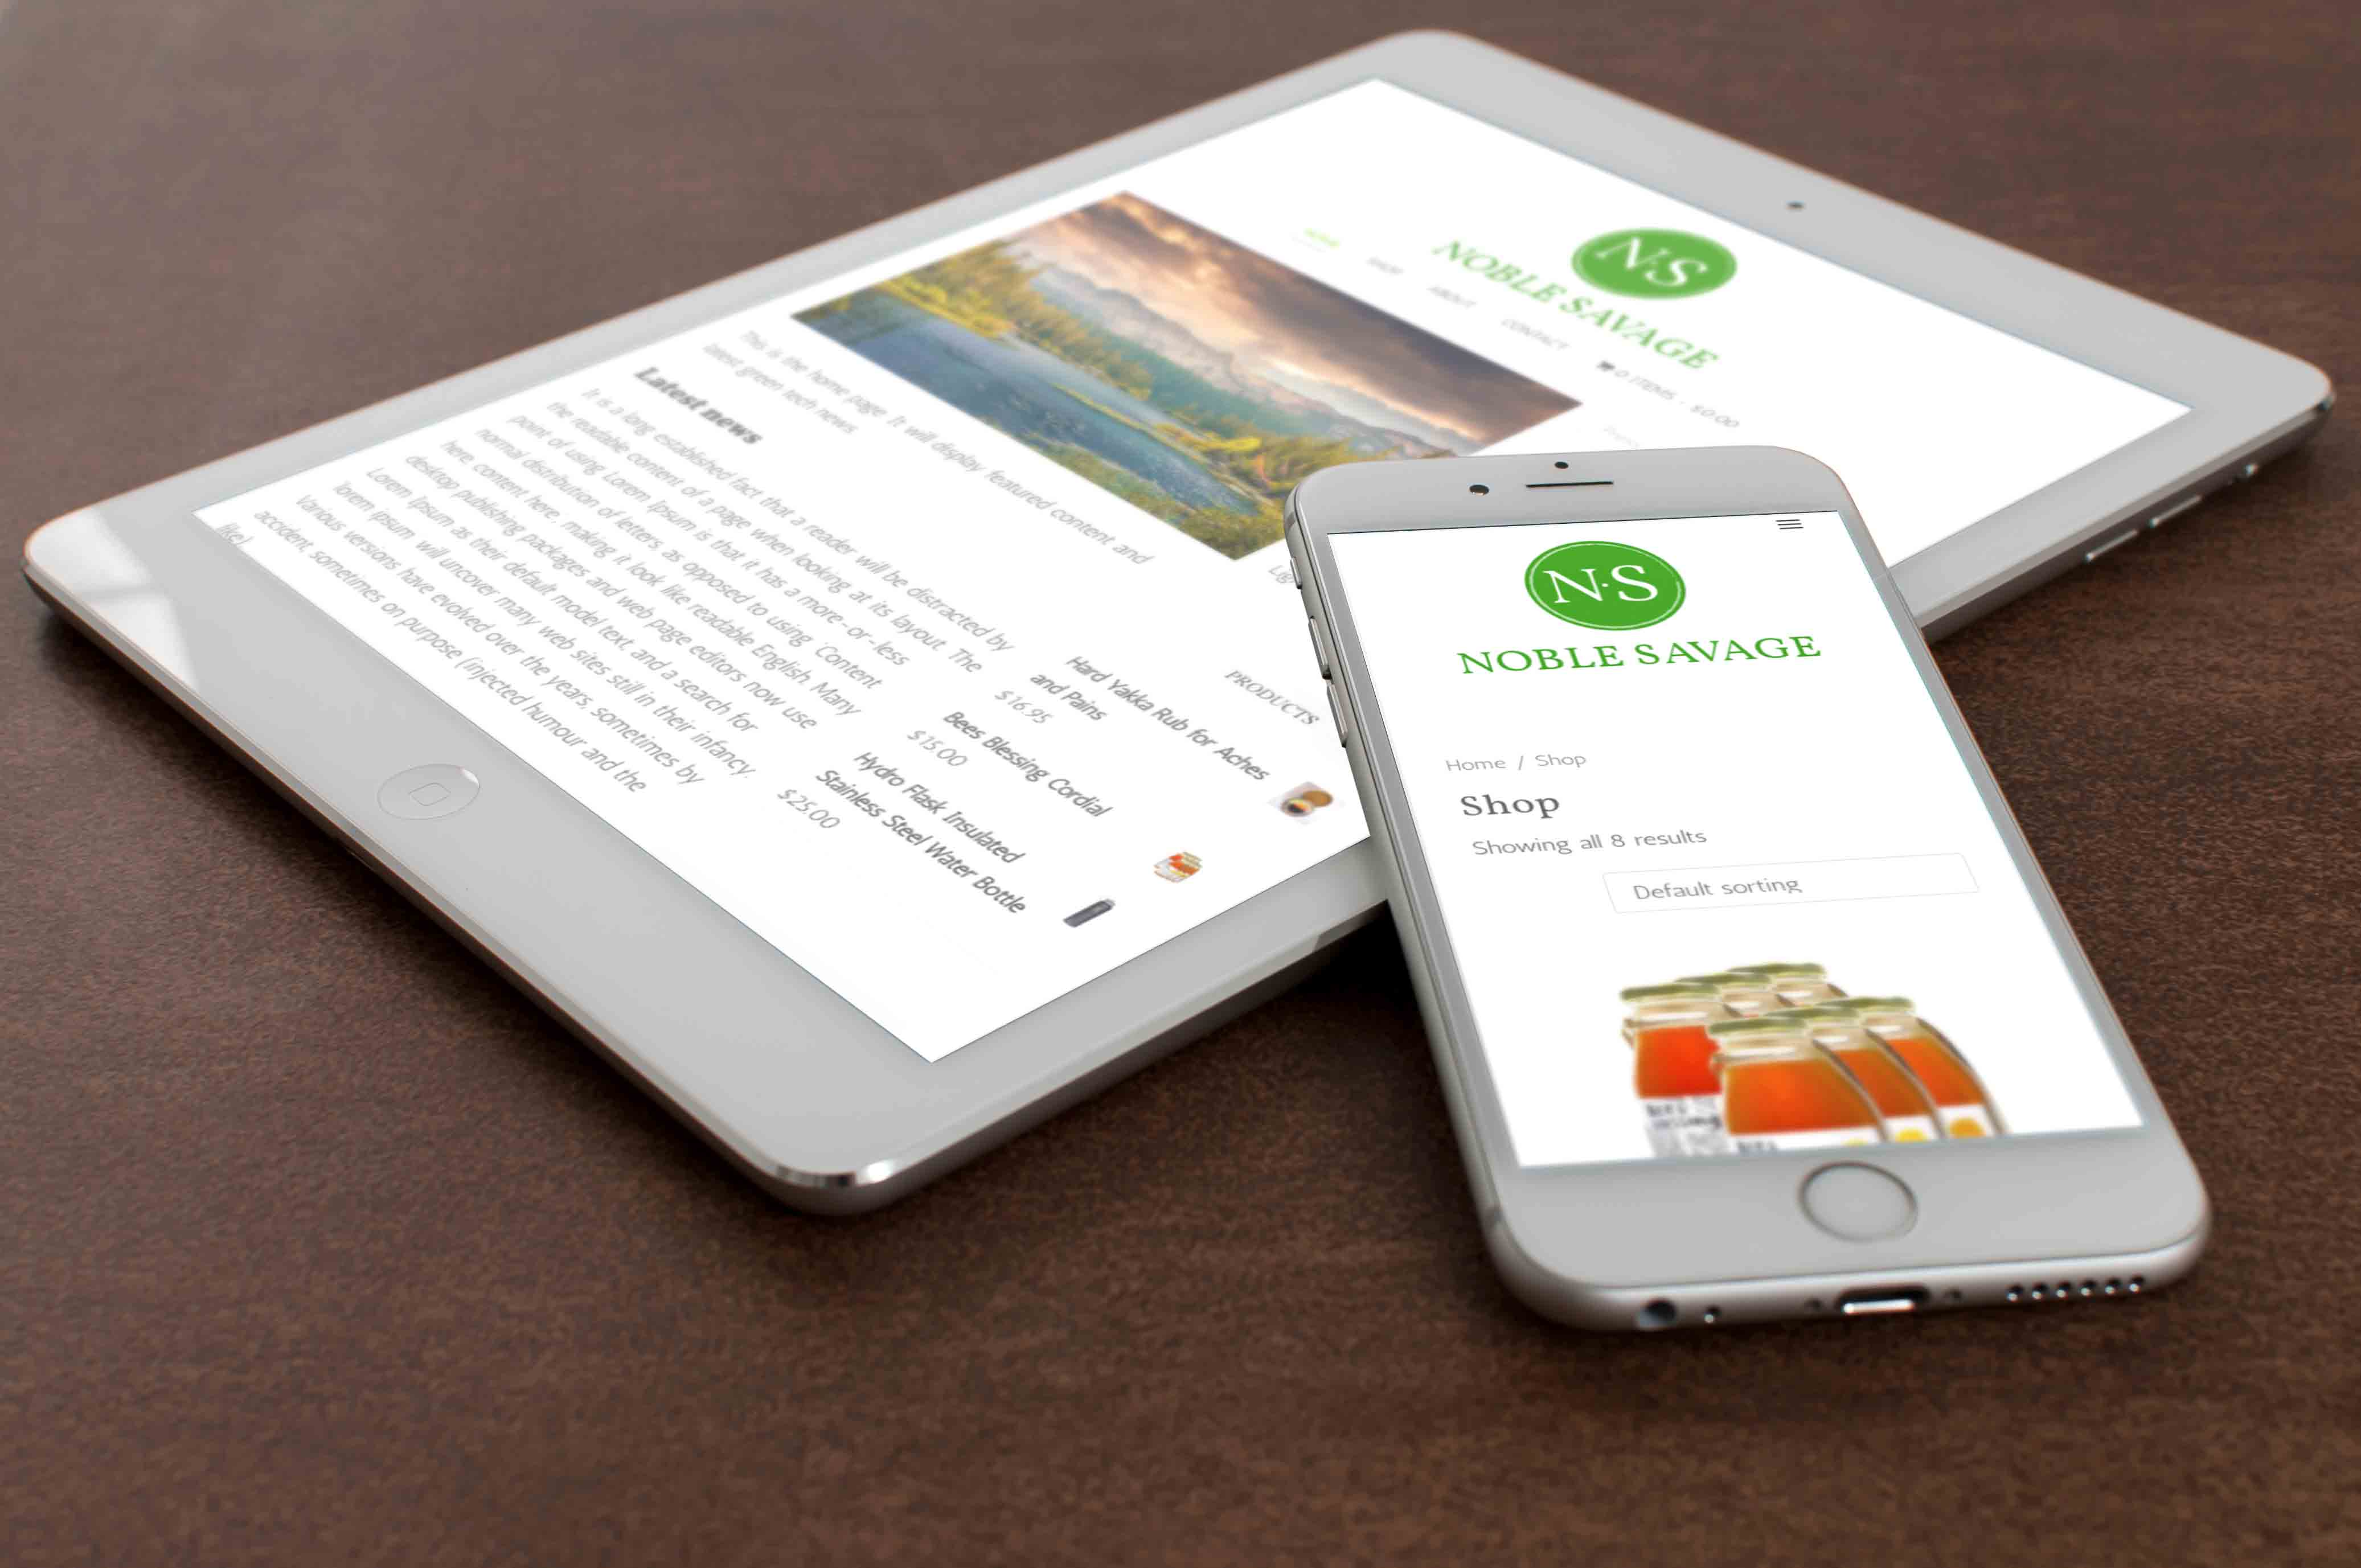 N·S
NOBLE SAVAGE
HOME
SHOP
ABOUT
CONTACT
0 ITEMS - $0.00
This is the home page. It will display featured content and
latest green tech news.
Latest news
It is a long established fact that a reader will be distracted by
the readable content of a page when looking at its layout. The
point of using Lorem Ipsum is that it has a more-or-less
normal distribution of letters, as opposed to using 'Content
here, content here', making it look like readable English. Many
desktop publishing packages and web page editors now use
Lorem Ipsum as their default model text, and a search for
'lorem ipsum' will uncover many web sites still in their infancy.
Various versions have evolved over the years, sometimes by
accident, sometimes on purpose (injected humour and the
like).
PRODUCTS
Hard Yakka Rub for Aches
and Pains
$16.95
Bees Blessing Cordial
$15.00
Hydro Flask Insulated
Stainless Steel Water Bottle
$25.00
N·S
NOBLE SAVAGE
Home / Shop
Shop
Showing all 8 results
Default sorting